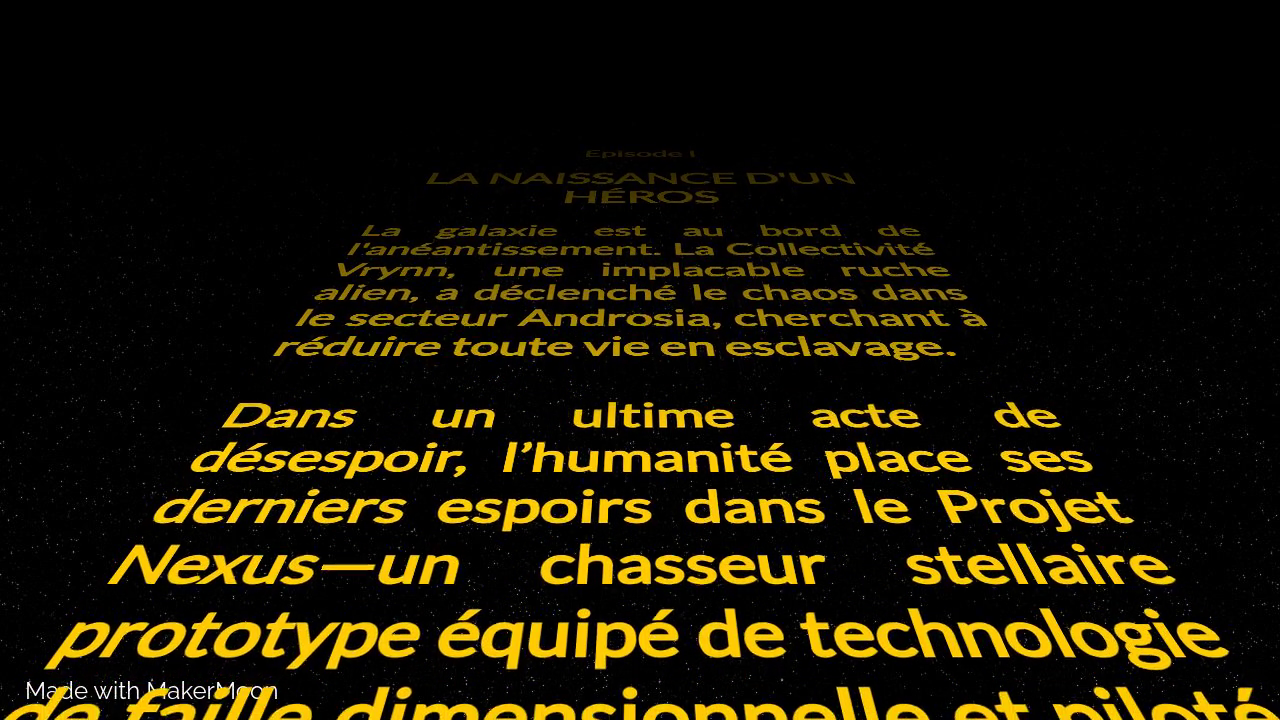 Episode I
LA NAISSANCE D'UN
HÉROS
La galaxie est au bord de
l'anéantissement. La Collectivité
Vrynn, une implacable ruche
alien, a déclenché le chaos dans
le secteur Androsia, cherchant à
réduire toute vie en esclavage.
Dans un ultime acte de
désespoir, l’humanité place ses
derniers espoirs dans le Projet
Nexus—un chasseur stellaire
prototype équipé de technologie
de faille dimensionnelle et piloté
Made with MakerMoon